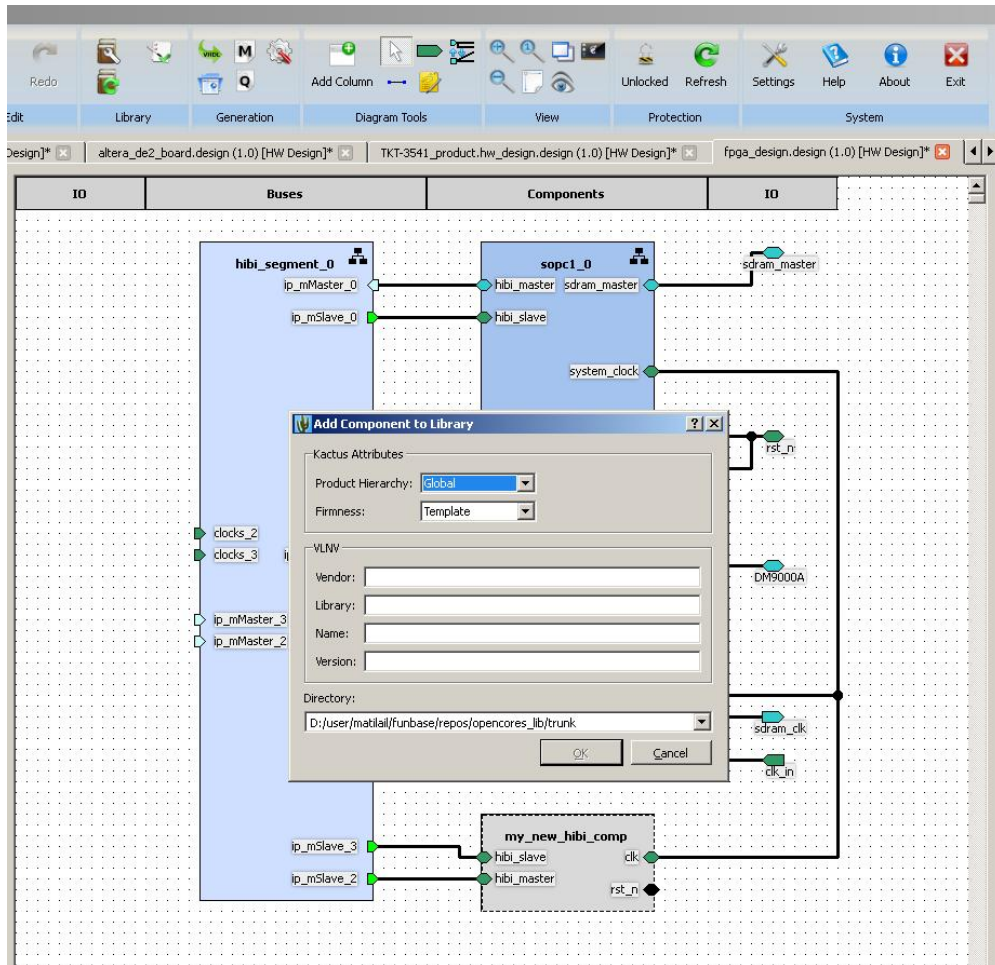 VHDL M
Redo Add Column Unlocked Refresh Settings Help About Exit
Q
Edit Library Generation Diagram Tools View Protection System
Design]* altera_de2_board.design (1.0) [HW Design]* TKT-3541_product.hw_design.design (1.0) [HW Design]* fpga_design.design (1.0) [HW Design]*
IO Buses Components IO
hibi_segment_0 sopc1_0 sdram_master
ip_mMaster_0 hibi_master sdram_master
ip_mSlave_0 hibi_slave
system_clock
Add Component to Library
Kactus Attributes
rst_n
Product Hierarchy: Global
Firmness: Template
clocks_2
VLNV
clocks_3
Vendor:
DM9000A
Library:
ip_mMaster_3
Name:
ip_mMaster_2
Version:
Directory:
D:/user/matilail/funbase/repos/opencores_lib/trunk
sdram_clk
OK Cancel
clk_in
my_new_hibi_comp
ip_mSlave_3 hibi_slave clk
ip_mSlave_2 hibi_master
rst_n